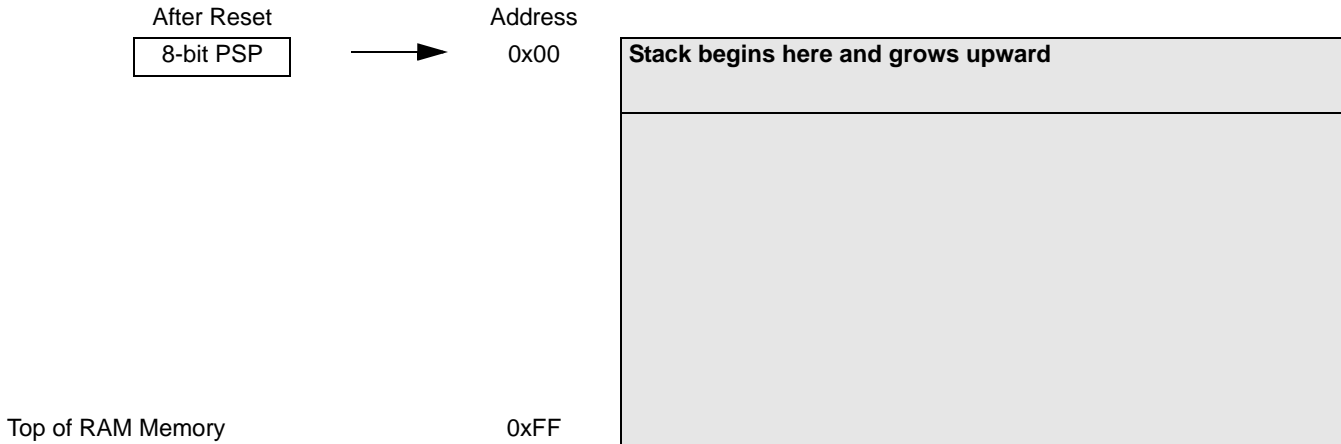 After Reset Address
8-bit PSP 0x00 Stack begins here and grows upward
Top of RAM Memory 0xFF